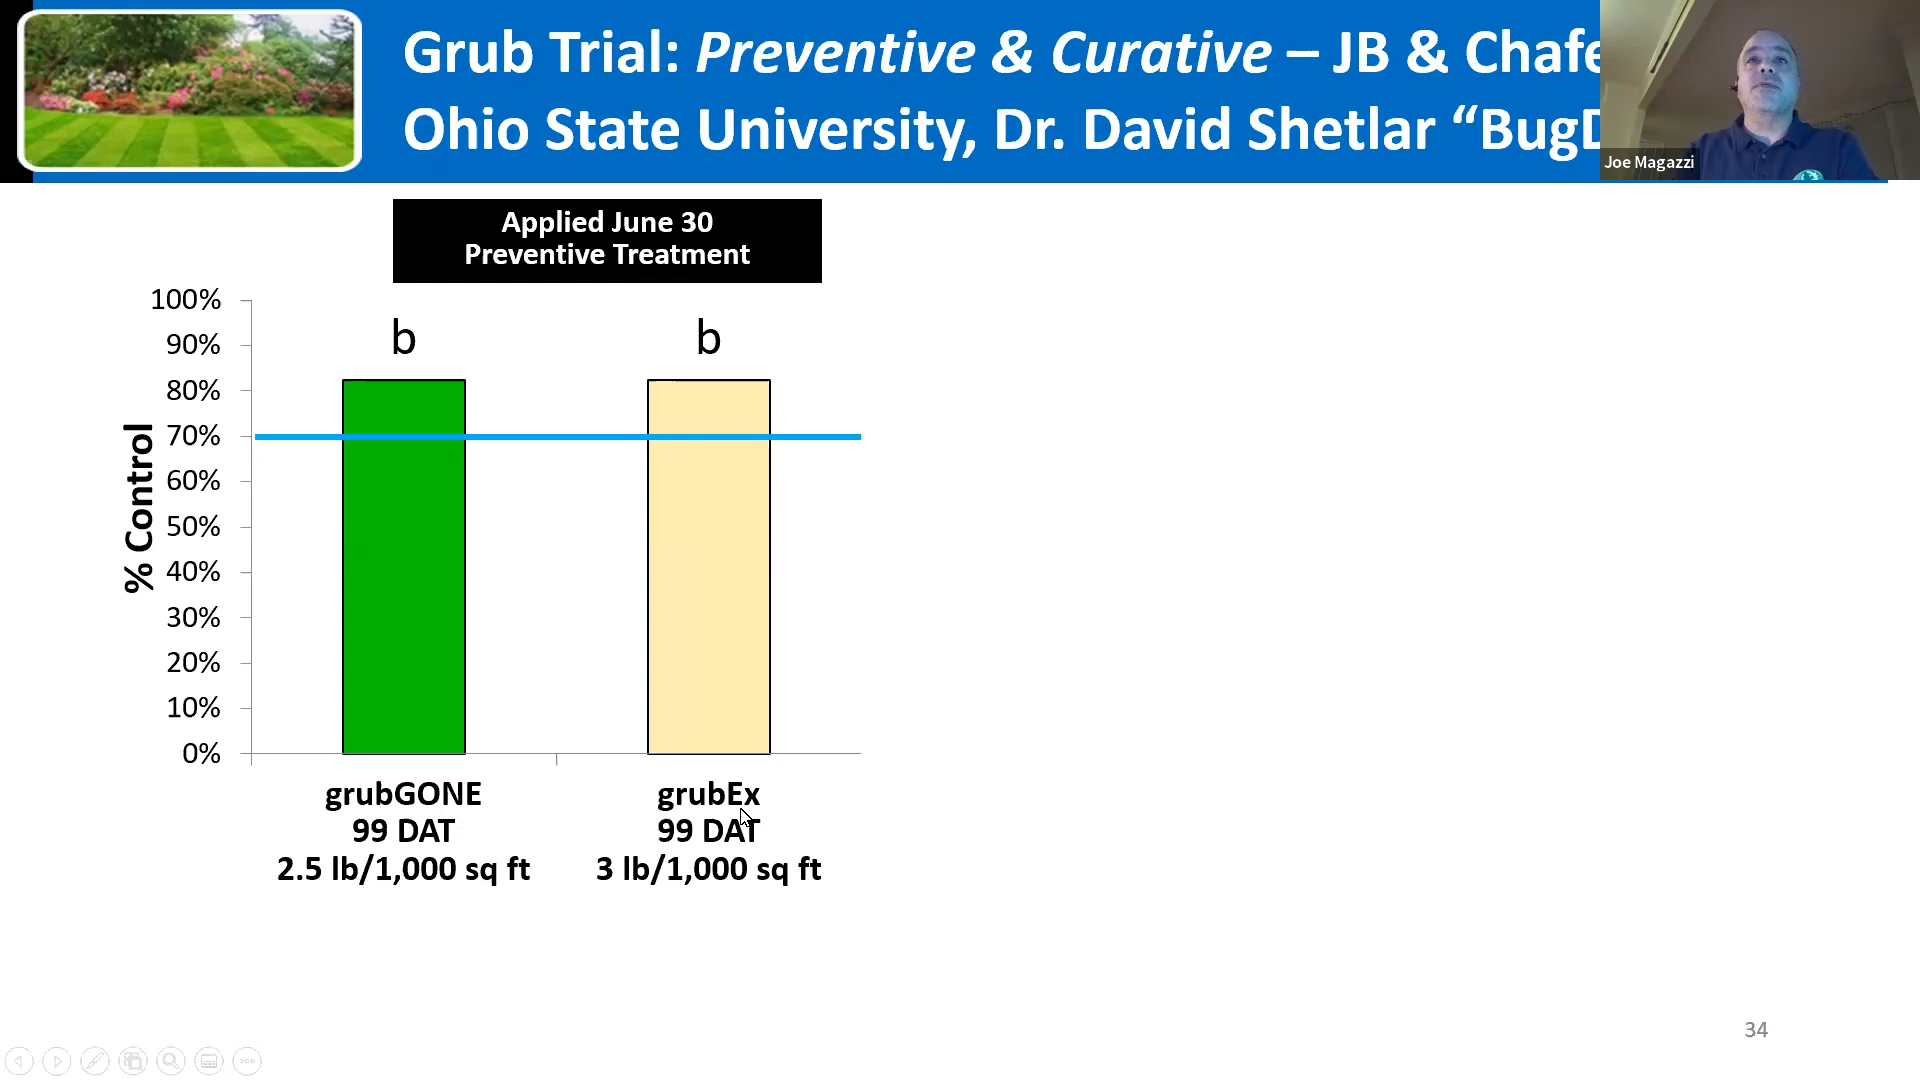 Grub Trial: Preventive & Curative – JB & Chafe
Ohio State University, Dr. David Shetlar “BugD
Joe Magazzi
Applied June 30
Preventive Treatment
100%
90%
80%
70%
60%
50%
40%
30%
20%
10%
0%
% Control
b
b
grubGONE
99 DAT
2.5 lb/1,000 sq ft
grubEx
99 DAT
3 lb/1,000 sq ft
34